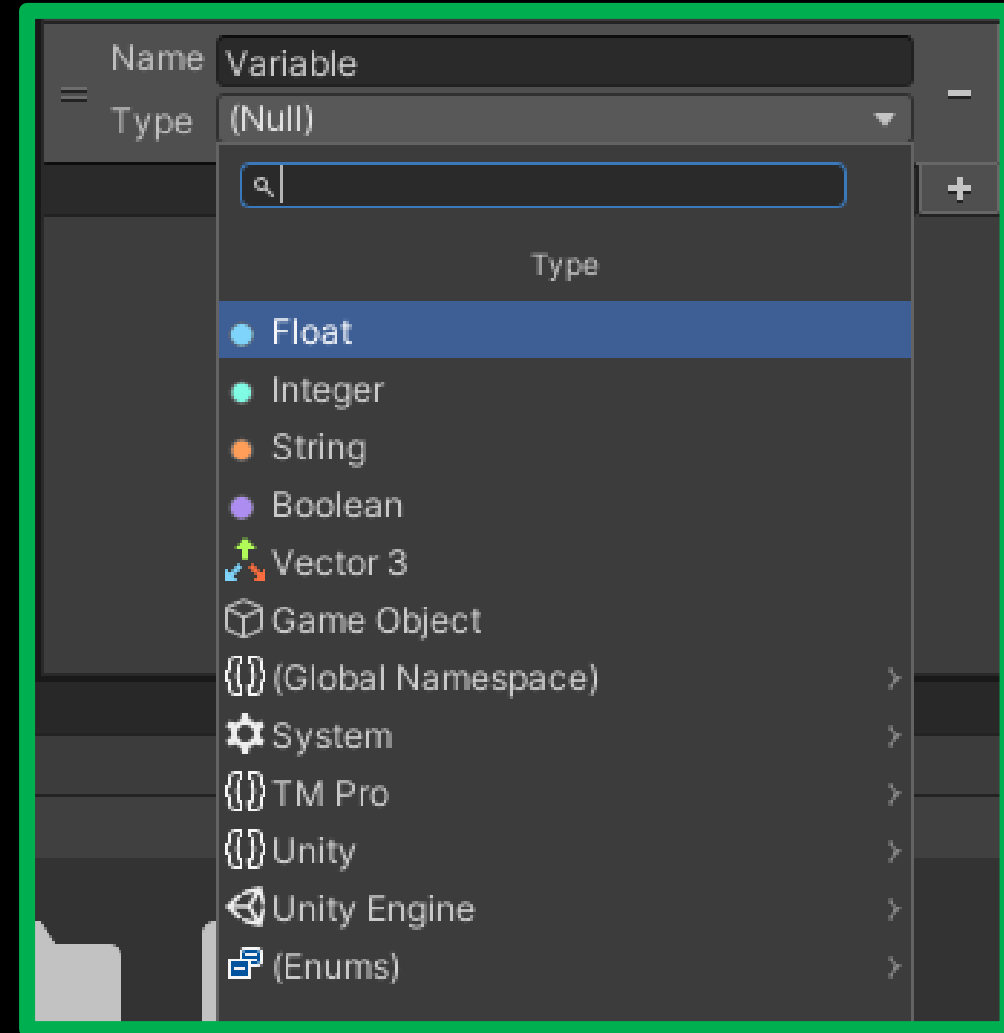 Name Variable
Type (Null)
Type
Float
Integer
String
Boolean
Vector 3
Game Object
(Global Namespace)
System
TM Pro
Unity
Unity Engine
(Enums)